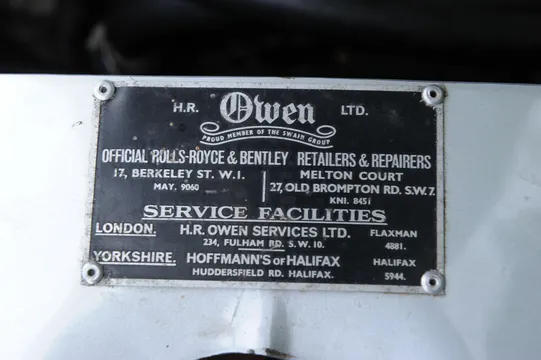 H.R. Owen LTD.
PROUD MEMBER OF THE SWAIN GROUP
OFFICIAL ROLLS-ROYCE & BENTLEY RETAILERS & REPAIRERS
17, BERKELEY ST. W.1. MELTON COURT
MAY. 9060 27, OLD BROMPTON RD. S.W.7.
KNI. 8451
SERVICE FACILITIES
LONDON. H.R. OWEN SERVICES LTD. FLAXMAN
234, FULHAM RD. S.W. 10. 4881.
YORKSHIRE. HOFFMANN'S OF HALIFAX HALIFAX
HUDDERSFIELD RD. HALIFAX. 5944.